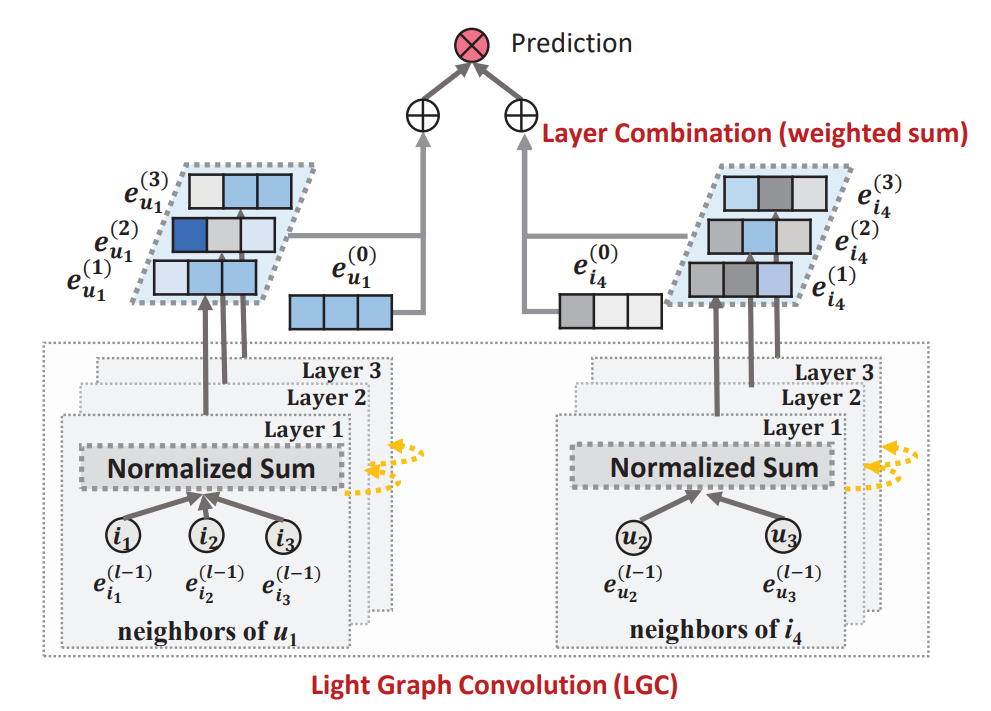 Prediction
Layer Combination (weighted sum)
e_{u_1}^{(3)}
e_{u_1}^{(2)}
e_{u_1}^{(1)}
e_{u_1}^{(0)}
e_{i_4}^{(0)}
e_{i_4}^{(3)}
e_{i_4}^{(2)}
e_{i_4}^{(1)}
Layer 3
Layer 2
Layer 1
Normalized Sum
i_1 i_2 i_3
e_{i_1}^{(l-1)} e_{i_2}^{(l-1)} e_{i_3}^{(l-1)}
neighbors of u_1
Layer 3
Layer 2
Layer 1
Normalized Sum
u_2 u_3
e_{u_2}^{(l-1)} e_{u_3}^{(l-1)}
neighbors of i_4
Light Graph Convolution (LGC)